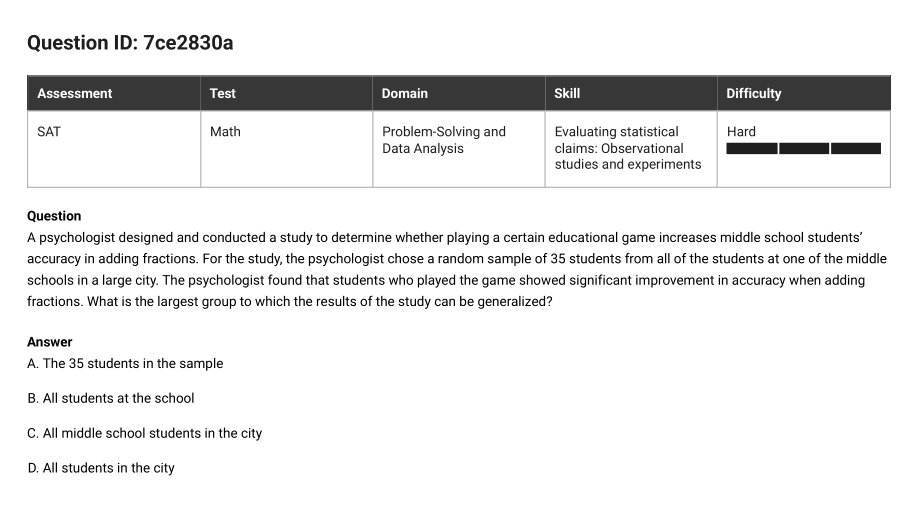 Question ID: 7ce2830a
Assessment
Test
Domain
Skill
Difficulty
SAT
Math
Problem-Solving and
Data Analysis
Evaluating statistical
claims: Observational
studies and experiments
Hard
Question
A psychologist designed and conducted a study to determine whether playing a certain educational game increases middle school students’
accuracy in adding fractions. For the study, the psychologist chose a random sample of 35 students from all of the students at one of the middle
schools in a large city. The psychologist found that students who played the game showed significant improvement in accuracy when adding
fractions. What is the largest group to which the results of the study can be generalized?
Answer
A. The 35 students in the sample
B. All students at the school
C. All middle school students in the city
D. All students in the city